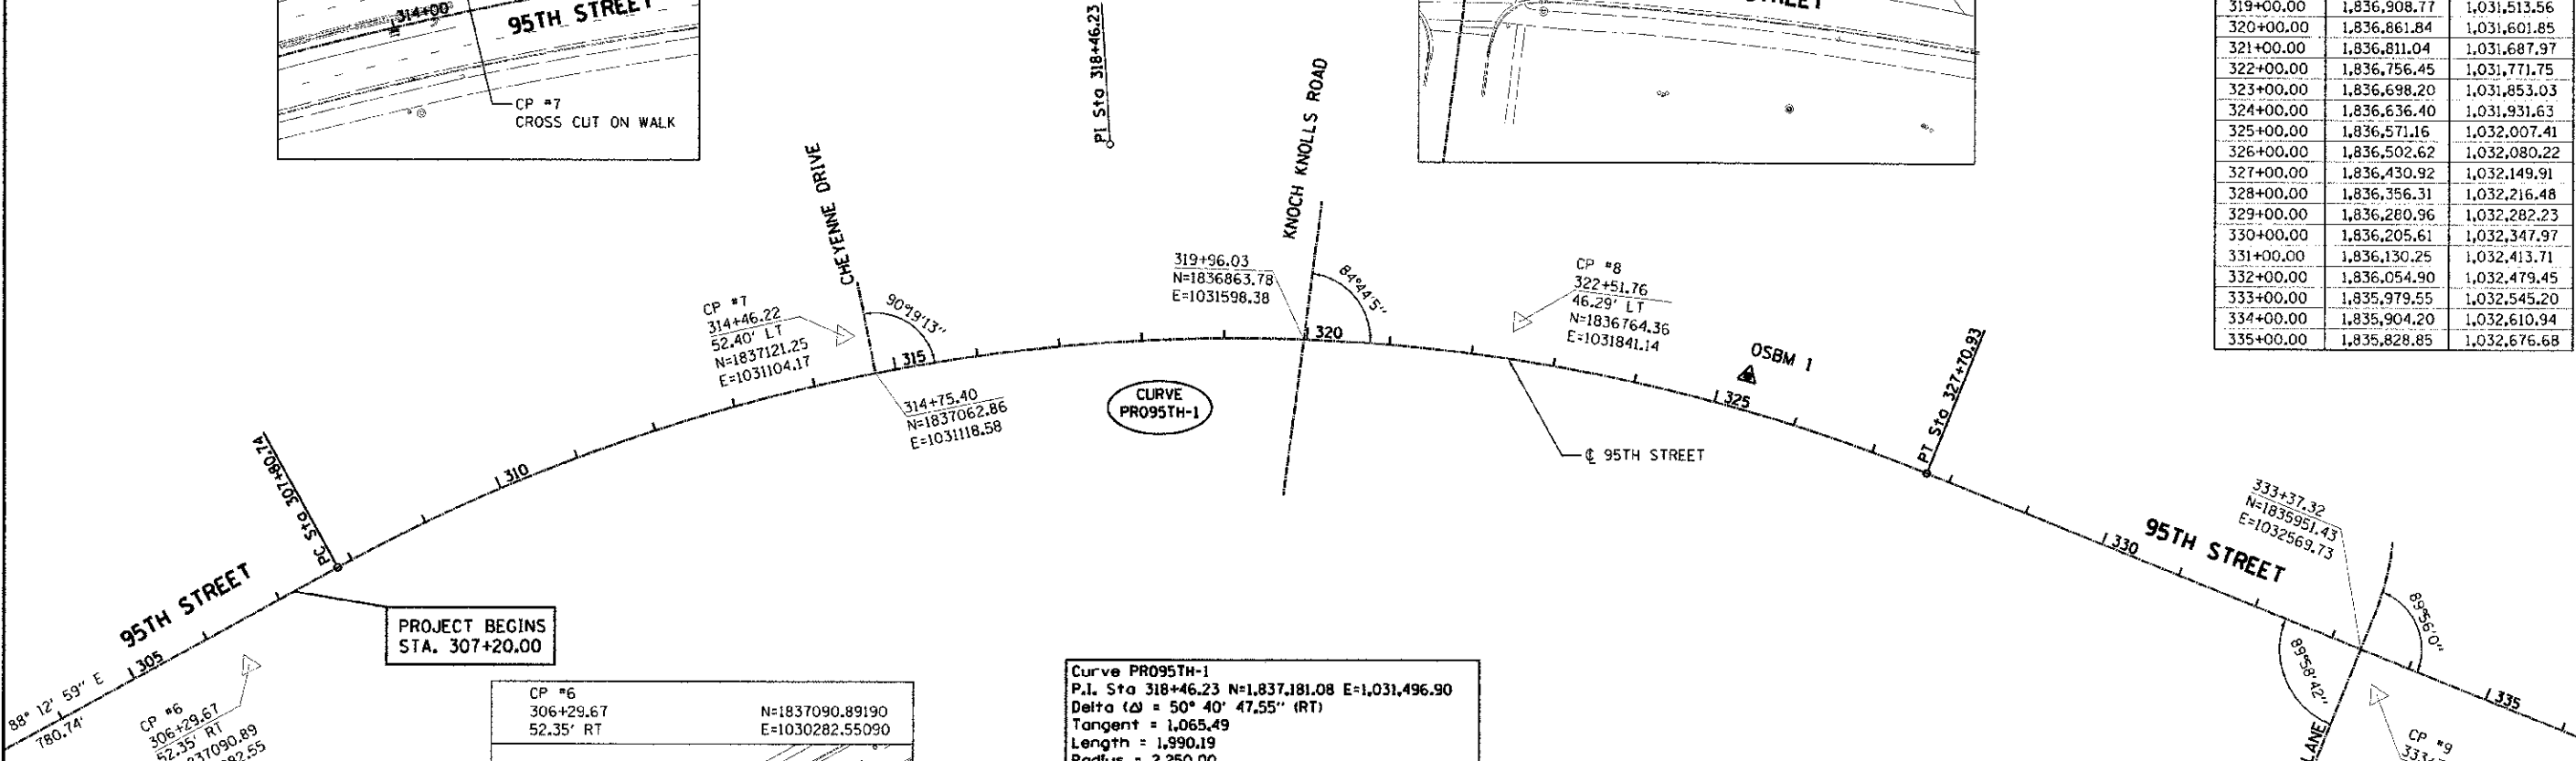 314+00
95TH STREET
CP #7
CROSS CUT ON WALK
PI Sta 318+46.23
KNOCH KNOLLS ROAD
CHEYENNE DRIVE
319+00.00 1,836,908.77 1,031,513.56
320+00.00 1,836,861.84 1,031,601.85
321+00.00 1,836,811.04 1,031,687.97
322+00.00 1,836,756.45 1,031,771.75
323+00.00 1,836,698.20 1,031,853.03
324+00.00 1,836,636.40 1,031,931.63
325+00.00 1,836,571.16 1,032,007.41
326+00.00 1,836,502.62 1,032,080.22
327+00.00 1,836,430.92 1,032,149.91
328+00.00 1,836,356.31 1,032,216.48
329+00.00 1,836,280.96 1,032,282.23
330+00.00 1,836,205.61 1,032,347.97
331+00.00 1,836,130.25 1,032,413.71
332+00.00 1,836,054.90 1,032,479.45
333+00.00 1,835,979.55 1,032,545.20
334+00.00 1,835,904.20 1,032,610.94
335+00.00 1,835,828.85 1,032,676.68
CP #7
314+46.22
52.40' LT
N=1837121.25
E=1031104.17
90°19'13"
315
314+75.40
N=1837062.86
E=1031118.58
319+96.03
N=1836863.78
E=1031598.38
84°44'5"
320
CP #8
322+51.76
46.29' LT
N=1836764.36
E=1031841.14
OSBM 1
325
CURVE
PRO95TH-1
℄ 95TH STREET
PT Sta 327+70.93
PC Sta 307+80.74
310
95TH STREET
305
88° 12' 59" E
780.74'
PROJECT BEGINS
STA. 307+20.00
CP #6
306+29.67
52.35' RT
CP #6
306+29.67 N=1837090.89190
52.35' RT E=1030282.55090
Curve PRO95TH-1
P.I. Sta 318+46.23 N=1,837,181.08 E=1,031,496.90
Delta (Δ) = 50° 40' 47.55" (RT)
Tangent = 1,065.49
Length = 1,990.19
Radius = 2,250.00
330
95TH STREET
333+37.32
N=1835951.43
E=1032569.73
89°56'0"
89°58'42"
335
LANE
CP #9